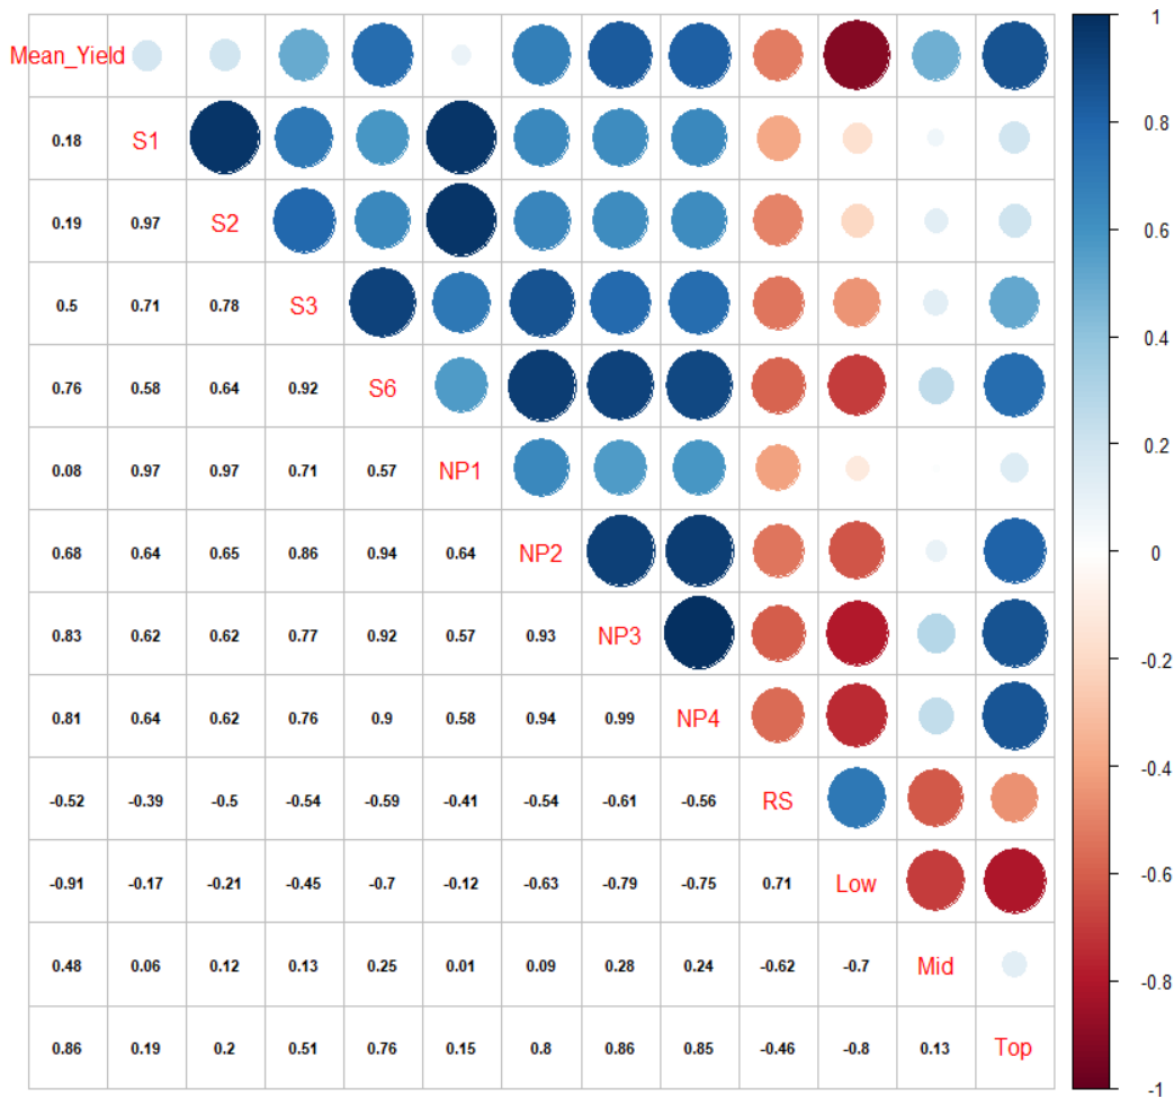 Mean_Yield
0.18 S1
0.19 0.97 S2
0.5 0.71 0.78 S3
0.76 0.58 0.64 0.92 S6
0.08 0.97 0.97 0.71 0.57 NP1
0.68 0.64 0.65 0.86 0.94 0.64 NP2
0.83 0.62 0.62 0.77 0.92 0.57 0.93 NP3
0.81 0.64 0.62 0.76 0.9 0.58 0.94 0.99 NP4
-0.52 -0.39 -0.5 -0.54 -0.59 -0.41 -0.54 -0.61 -0.56 RS
-0.91 -0.17 -0.21 -0.45 -0.7 -0.12 -0.63 -0.79 -0.75 0.71 Low
0.48 0.06 0.12 0.13 0.25 0.01 0.09 0.28 0.24 -0.62 -0.7 Mid
0.86 0.19 0.2 0.51 0.76 0.15 0.8 0.86 0.85 -0.46 -0.8 0.13 Top
1
0.8
0.6
0.4
0.2
0
-0.2
-0.4
-0.6
-0.8
-1